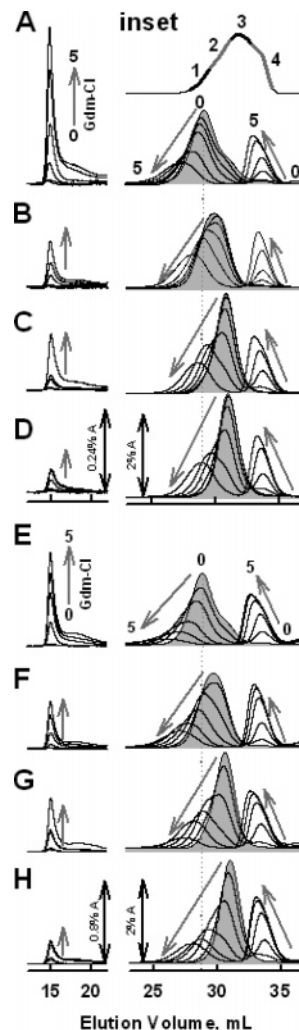 A
inset
3
2
1
4
5
0
Gdm-Cl
0
5
5
0
B
C
D
0.24% A
2% A
E
5
0
Gdm-Cl
0
5
5
0
F
G
H
0.8% A
2% A
15 20 25 30 35
Elution Volume, mL